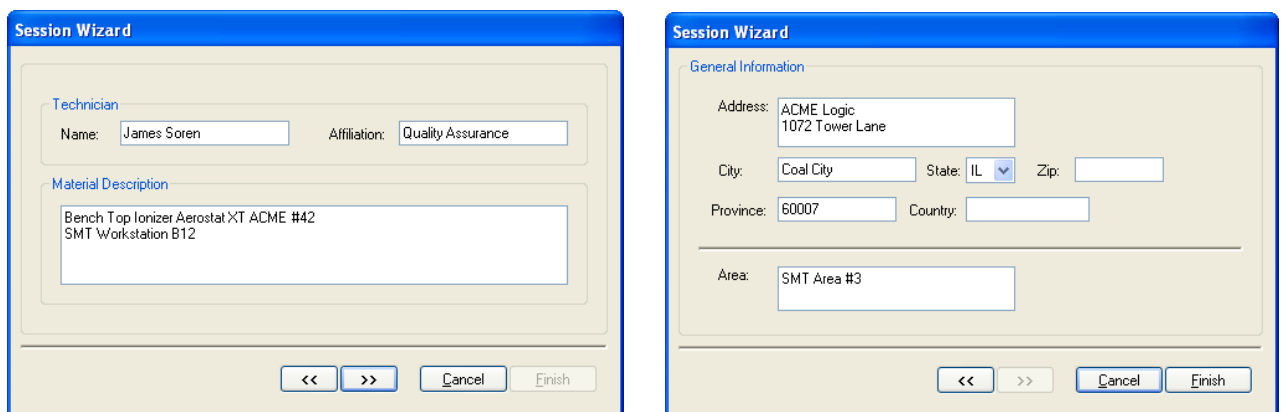 Session Wizard
Technician
Name: James Soren Affiliation: Quality Assurance
Material Description
Bench Top Ionizer Aerostat XT ACME #42
SMT Workstation B12
<< >> Cancel Finish
Session Wizard
General Information
Address: ACME Logic
1072 Tower Lane
City: Coal City State: IL Zip:
Province: 60007 Country:
Area: SMT Area #3
<< >> Cancel Finish